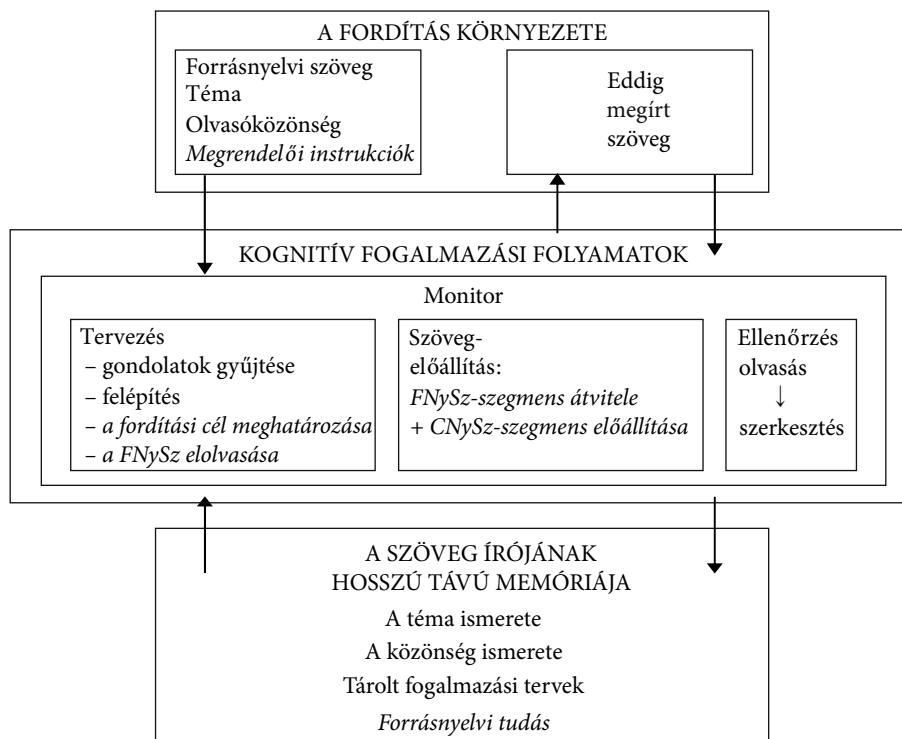 A FORDÍTÁS KÖRNYEZETE
Forrásnyelvi szöveg
Téma
Olvasóközönség
Megrendelői instrukciók
Eddig
megírt
szöveg
KOGNITÍV FOGALMAZÁSI FOLYAMATOK
Monitor
Tervezés
– gondolatok gyűjtése
– felépítés
– a fordítási cél meghatározása
– a FNySz elolvasása
Szöveg-
előállítás:
FNySz-szegmens átvitele
+ CNySz-szegmens előállítása
Ellenőrzés
olvasás
↓
szerkesztés
A SZÖVEG ÍRÓJÁNAK
HOSSZÚ TÁVÚ MEMÓRIÁJA
A téma ismerete
A közönség ismerete
Tárolt fogalmazási tervek
Forrásnyelvi tudás